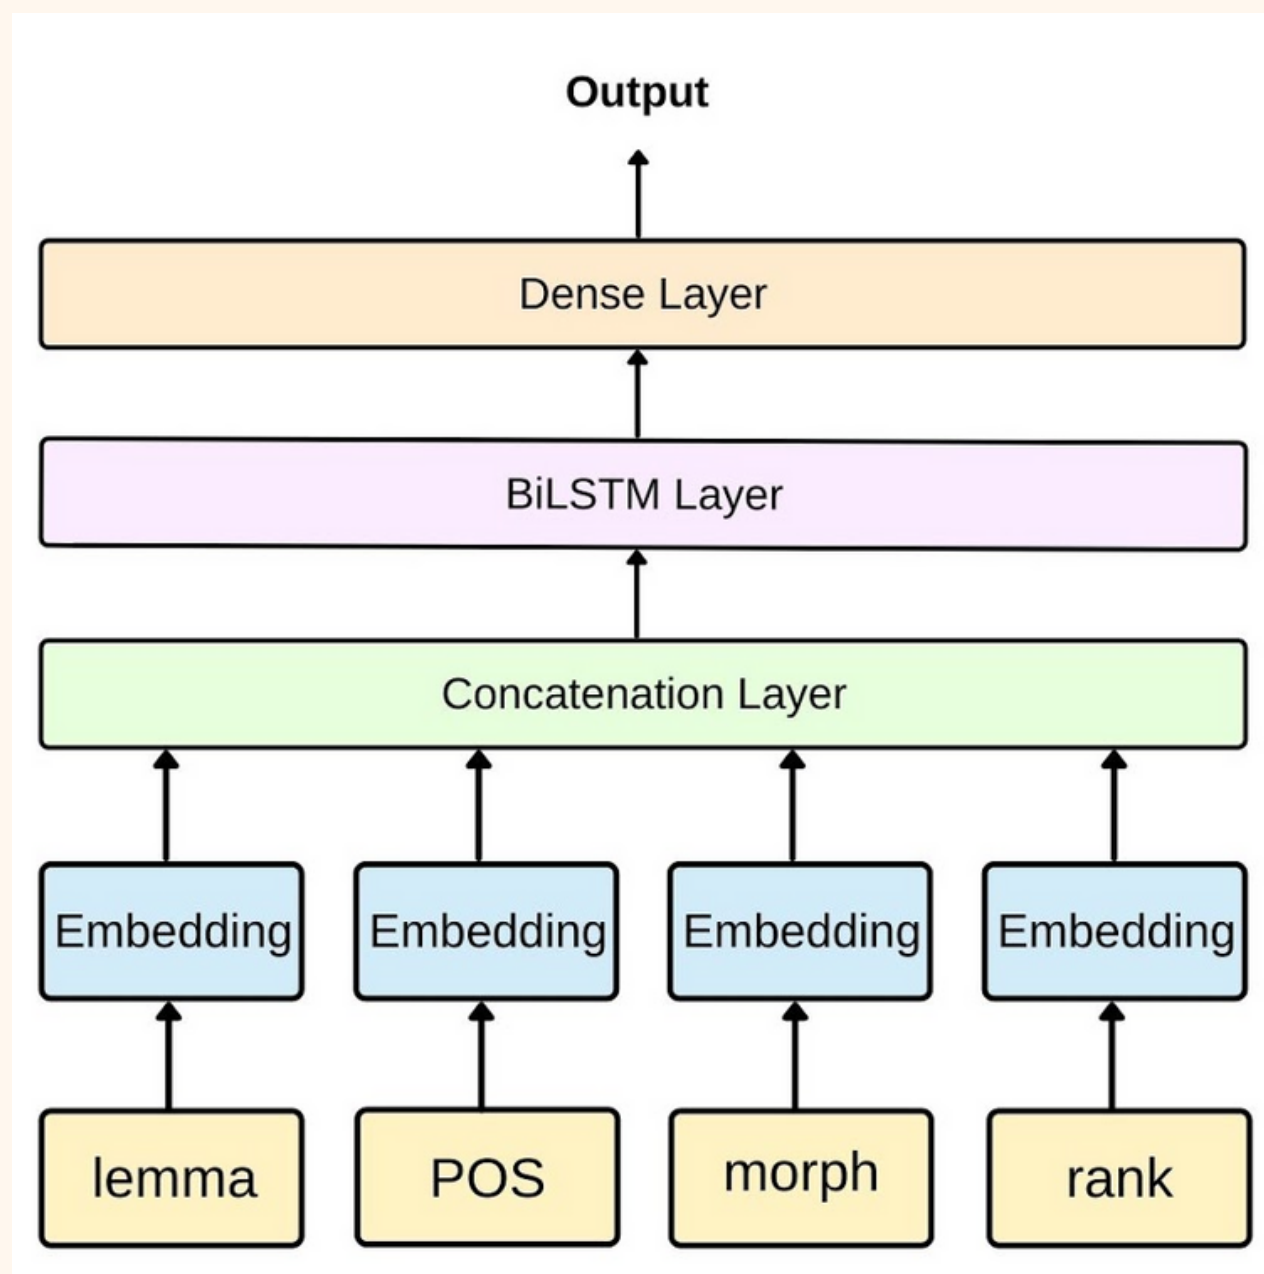 Output
Dense Layer
BiLSTM Layer
Concatenation Layer
Embedding Embedding Embedding Embedding
lemma POS morph rank